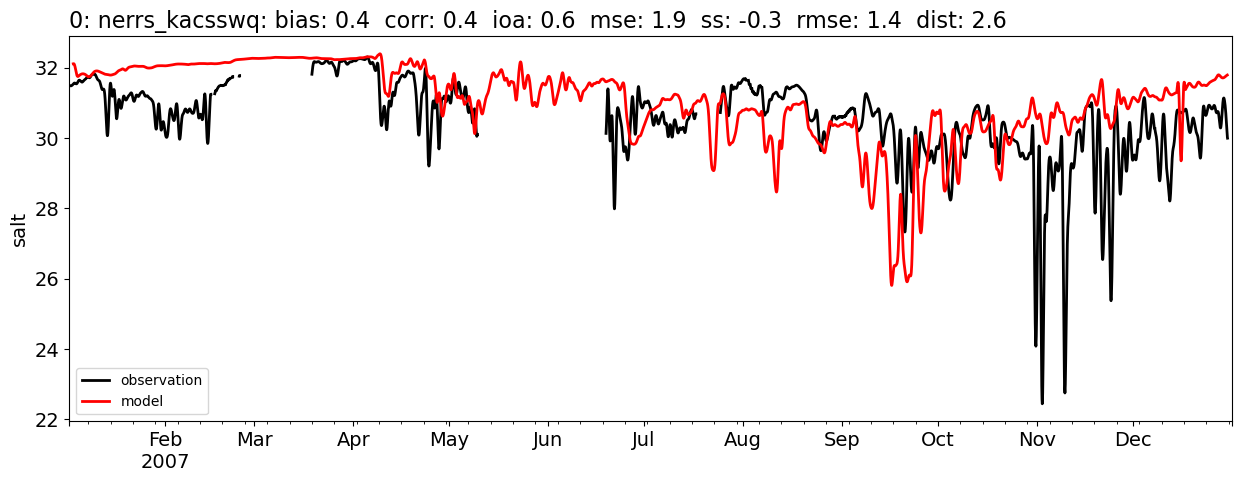 0: nerrs_kacsswq: bias: 0.4  corr: 0.4  ioa: 0.6  mse: 1.9  ss: -0.3  rmse: 1.4  dist: 2.6
32
30
28
26
24
22
salt
observation
model
Feb Mar Apr May Jun Jul Aug Sep Oct Nov Dec
2007